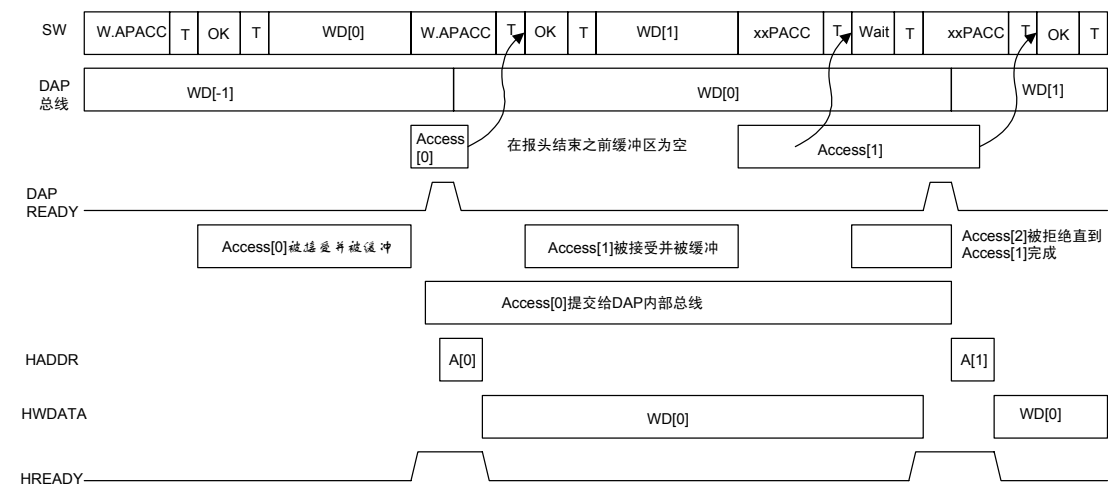 SW W.APACC T OK T WD[0] W.APACC T OK T WD[1] xxPACC T Wait T xxPACC T OK T
DAP
总线
WD[-1] WD[0] WD[1]
Access
[0]
在报头结束之前缓冲区为空
Access[1]
DAP
READY
Access[0]被接受并被缓冲
Access[1]被接受并被缓冲
Access[2]被拒绝直到
Access[1]完成
Access[0]提交给DAP内部总线
HADDR A[0] A[1]
HWDATA WD[0] WD[0]
HREADY